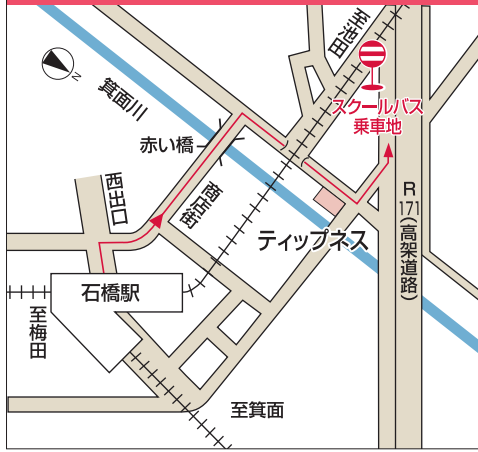 至池田
N
箕面川
スクールバス
乗車地
赤い橋
西出口
商店街
R
171(高架道路)
ティップネス
石橋駅
至梅田
至箕面